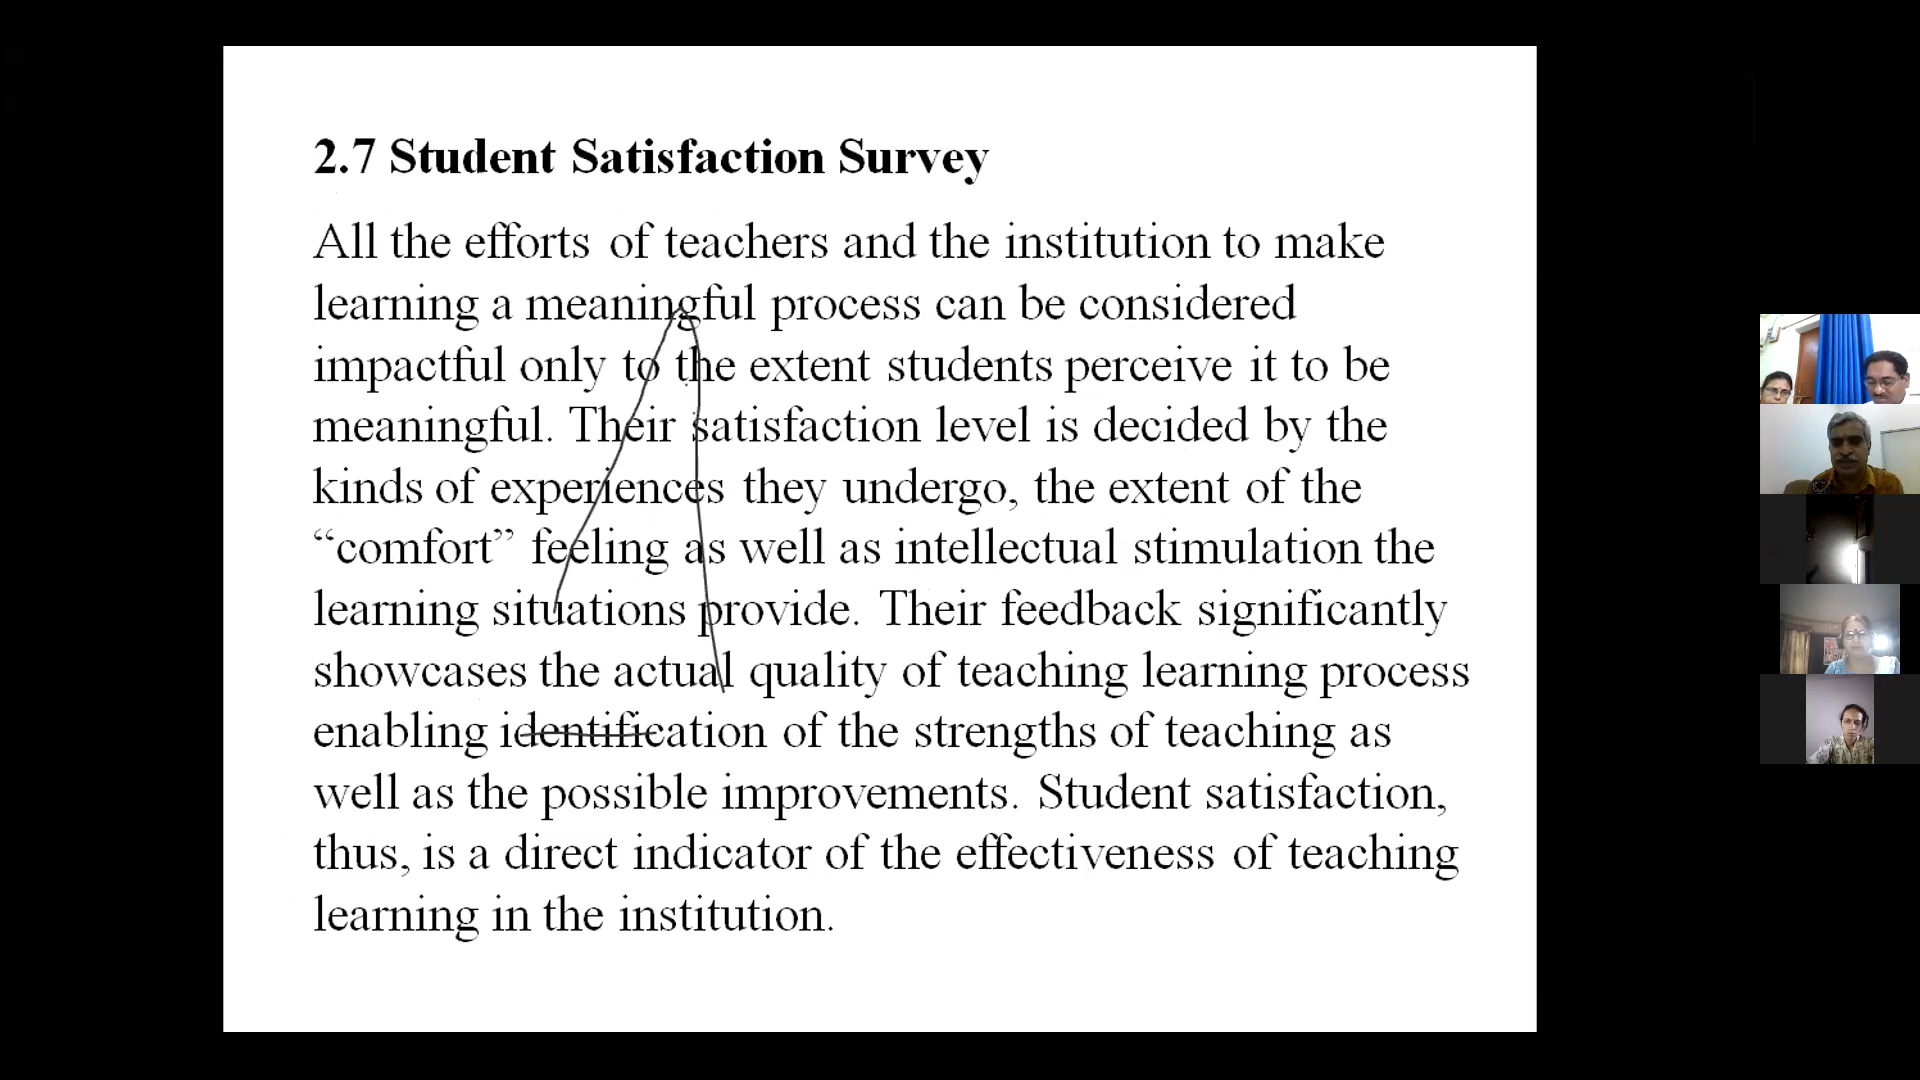 2.7 Student Satisfaction Survey
All the efforts of teachers and the institution to make
learning a meaningful process can be considered
impactful only to the extent students perceive it to be
meaningful. Their satisfaction level is decided by the
kinds of experiences they undergo, the extent of the
“comfort” feeling as well as intellectual stimulation the
learning situations provide. Their feedback significantly
showcases the actual quality of teaching learning process
enabling identification of the strengths of teaching as
well as the possible improvements. Student satisfaction,
thus, is a direct indicator of the effectiveness of teaching
learning in the institution.